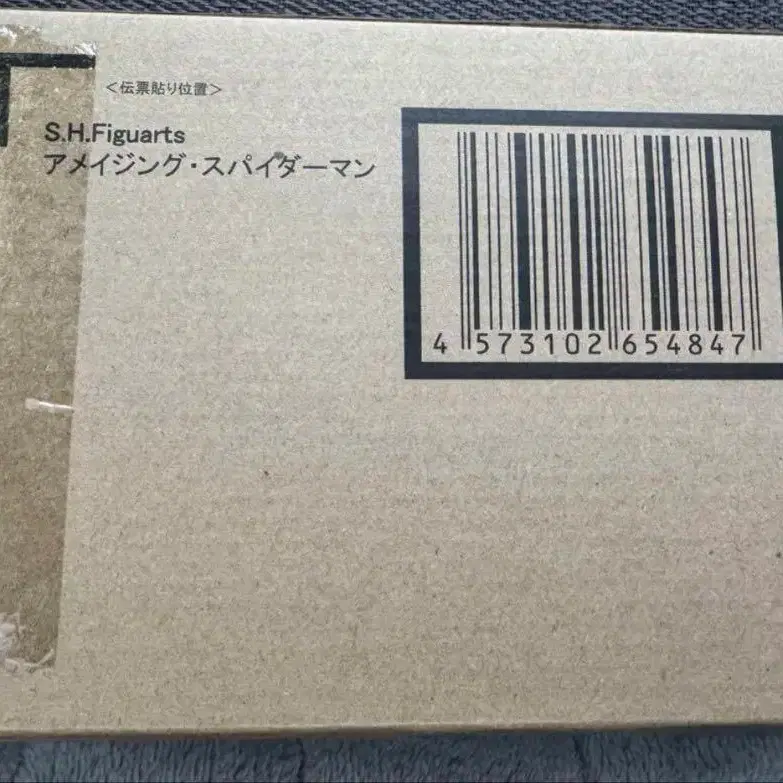 <伝票貼り位置>
S.H.Figuarts
アメイジング・スパイダーマン
4 573102 654847